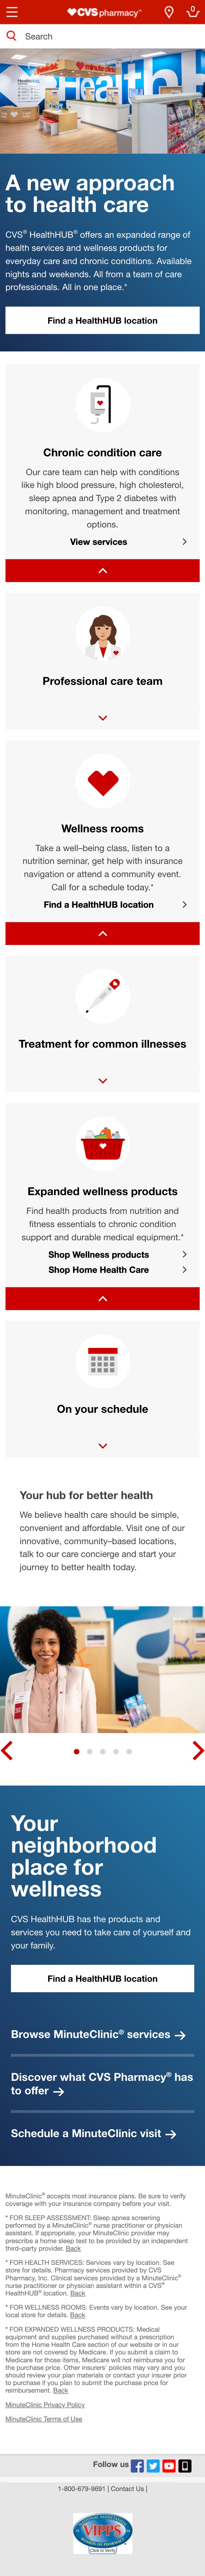 ♥CVS pharmacy™
0
Search
HealthHUB
minute
A new approach
to health care
CVS® HealthHUB® offers an expanded range of
health services and wellness products for
everyday care and chronic conditions. Available
nights and weekends. All from a team of care
professionals. All in one place.*
Find a HealthHUB location
Chronic condition care
Our care team can help with conditions
like high blood pressure, high cholesterol,
sleep apnea and Type 2 diabetes with
monitoring, management and treatment
options.
View services
Professional care team
Wellness rooms
Take a well–being class, listen to a
nutrition seminar, get help with insurance
navigation or attend a community event.
Call for a schedule today.*
Find a HealthHUB location
Treatment for common illnesses
Expanded wellness products
Find health products from nutrition and
fitness essentials to chronic condition
support and durable medical equipment.*
Shop Wellness products
Shop Home Health Care
On your schedule
Your hub for better health
We believe health care should be simple,
convenient and affordable. Visit one of our
innovative, community–based locations,
talk to our care concierge and start your
journey to better health today.
Your
neighborhood
place for
wellness
CVS HealthHUB has the products and
services you need to take care of yourself and
your family.
Find a HealthHUB location
Browse MinuteClinic® services →
Discover what CVS Pharmacy® has
to offer →
Schedule a MinuteClinic visit →
MinuteClinic® accepts most insurance plans. Be sure to verify
coverage with your insurance company before your visit.
* FOR SLEEP ASSESSMENT: Sleep apnea screening
performed by a MinuteClinic® nurse practitioner or physician
assistant. If appropriate, your MinuteClinic provider may
prescribe a home sleep test to be provided by an independent
third–party provider. Back
* FOR HEALTH SERVICES: Services vary by location. See
store for details. Pharmacy services provided by CVS
Pharmacy, Inc. Clinical services provided by a MinuteClinic®
nurse practitioner or physician assistant within a CVS®
HealthHUB® location. Back
* FOR WELLNESS ROOMS: Events vary by location. See your
local store for details. Back
* FOR EXPANDED WELLNESS PRODUCTS: Medical
equipment and supplies purchased without a prescription
from the Home Health Care section of our website or in our
store are not covered by Medicare. If you submit a claim to
Medicare for those items, Medicare will not reimburse you for
the purchase price. Other insurers' policies may vary and you
should review your plan materials or contact your insurer prior
to purchase if you plan to submit the purchase price for
reimbursement. Back
MinuteClinic Privacy Policy
MinuteClinic Terms of Use
Follow us
1-800-679-9691 | Contact Us |
VIPPS
Click to Verify